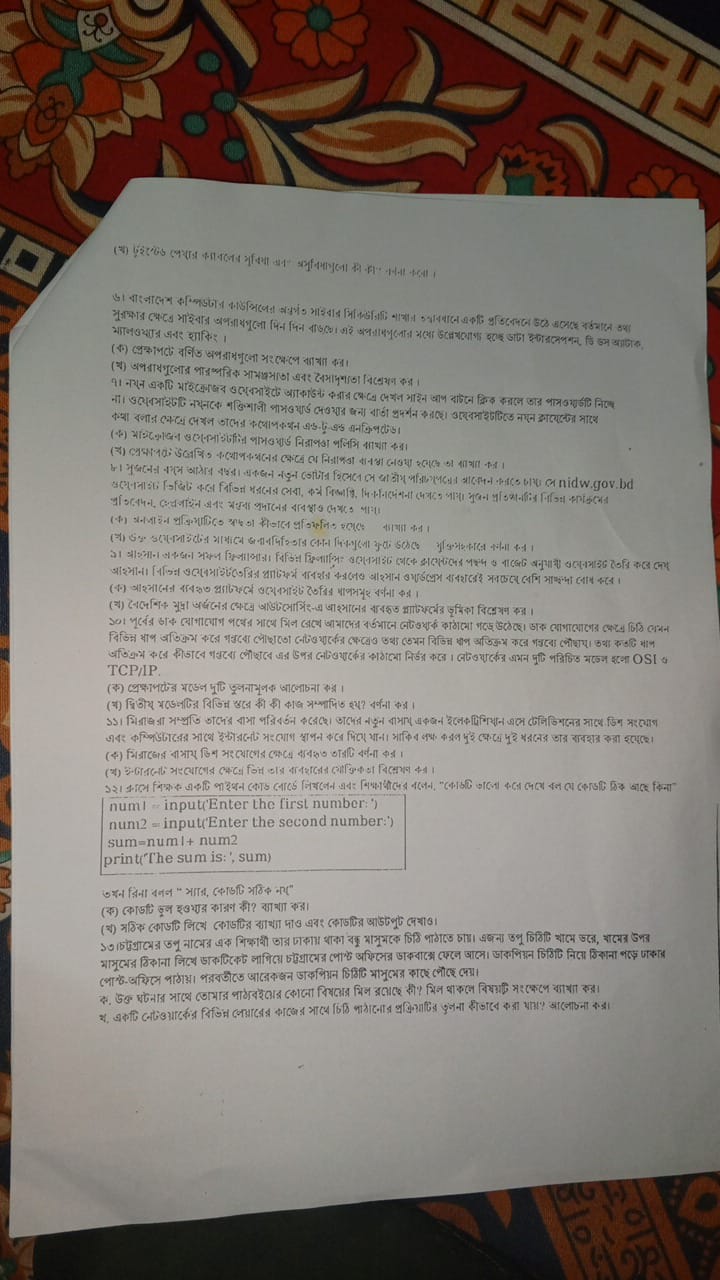 (খ) টুইস্টেড পেয়ার ক্যাবলের সুবিধা এবং অসুবিধাগুলো কী কী? বর্ণনা করো।
৬। বাংলাদেশ কম্পিউটার কাউন্সিলের অন্তর্গত সাইবার সিকিউরিটি শাখার তত্ত্বাবধানে একটি প্রতিবেদনে উঠে এসেছে বর্তমানে তথ্য
সুরক্ষার ক্ষেত্রে সাইবার অপরাধগুলো দিন দিন বাড়ছে। এই অপরাধগুলোর মধ্যে উল্লেখযোগ্য হচ্ছে ডাটা ইন্টারসেপশন, ডি ডস অ্যাটাক,
ম্যালওয়্যার এবং হ্যাকিং ।
(ক) প্রেক্ষাপটে বর্ণিত অপরাধগুলো সংক্ষেপে ব্যাখ্যা কর।
(খ) অপরাধগুলোর পারস্পরিক সামঞ্জস্যতা এবং বৈসাদৃশ্যতা বিশ্লেষণ কর ।
৭। নয়ন একটি মাইক্রোজব ওয়েবসাইটে অ্যাকাউন্ট করার ক্ষেত্রে দেখল সাইন আপ বাটনে ক্লিক করলে তার পাসওয়ার্ডটি নিচ্ছে
না। ওয়েবসাইটটি নয়নকে শক্তিশালী পাসওয়ার্ড দেওয়ার জন্য বার্তা প্রদর্শন করছে। ওয়েবসাইটটিতে নয়ন ক্লায়েন্টের সাথে
কথা বলার ক্ষেত্রে দেখল তাদের কথোপকথন এন্ড-টু-এন্ড এনক্রিপটেড।
(ক) মাইক্রোজব ওয়েবসাইটটির পাসওয়ার্ড নিরাপত্তা পলিসি ব্যাখ্যা কর।
(খ) প্রেক্ষাপটে উল্লেখিত কথোপকথনের ক্ষেত্রে যে নিরাপত্তা ব্যবস্থা নেওয়া হয়েছে তা ব্যাখ্যা কর ।
৮। সুজনের বয়স আঠার বছর। একজন নতুন ভোটার হিসেবে সে জাতীয় পরিচয়পত্রের আবেদন করতে চায়। সে nidw.gov.bd
ওয়েবসাইট ভিজিট করে বিভিন্ন ধরনের সেবা, কর্ম বিজ্ঞপ্তি, দিকনির্দেশনা দেখতে পায়। সুজন প্রতিষ্ঠানটির বিভিন্ন কার্যক্রমের
প্রতিবেদন, হেল্পলাইন এবং মন্তব্য প্রদানের ব্যবস্থাও দেখতে পায়।
(ক) অনলাইন প্রক্রিয়াটিতে স্বচ্ছতা কীভাবে প্রতিফলিত হয়েছে ব্যাখ্যা কর ।
(খ) উক্ত ওয়েবসাইটের মাধ্যমে জবাবদিহিতার কোন দিকগুলো ফুটে উঠেছে যুক্তিসহকারে বর্ণনা কর ।
৯। আহসান একজন সফল ফ্রিল্যান্সার। বিভিন্ন ফ্রিল্যান্সিং ওয়েবসাইট থেকে ক্লায়েন্টদের পছন্দ ও বাজেট অনুযায়ী ওয়েবসাইট তৈরি করে দেয়
আহসান। বিভিন্ন ওয়েবসাইটতৈরির প্ল্যাটফর্ম ব্যবহার করলেও আহসান ওয়ার্ডপ্রেস ব্যবহারেই সবচেয়ে বেশি সাচ্ছন্দ্য বোধ করে ।
(ক) আহসানের ব্যবহৃত প্ল্যাটফর্মে ওয়েবসাইট তৈরির ধাপসমূহ বর্ণনা কর ।
(খ) বৈদেশিক মুদ্রা অর্জনের ক্ষেত্রে আউটসোর্সিং-এ আহসানের ব্যবহৃত প্ল্যাটফর্মের ভূমিকা বিশ্লেষণ কর ।
১০। পূর্বের ডাক যোগাযোগ পথের সাথে মিল রেখে আমাদের বর্তমানে নেটওয়ার্ক কাঠামো গড়ে উঠেছে। ডাক যোগাযোগের ক্ষেত্রে চিঠি যেমন
বিভিন্ন ধাপ অতিক্রম করে গন্তব্যে পৌছাতো নেটওয়ার্কের ক্ষেত্রেও তথ্য তেমন বিভিন্ন ধাপ অতিক্রম করে গন্তব্যে পৌছায়। তথ্য কতটি ধাপ
অতিক্রম করে কীভাবে গন্তব্যে পৌছাবে এর উপর নেটওয়ার্কের কাঠামো নির্ভর করে । নেটওয়ার্কের এমন দুটি পরিচিত মডেল হলো OSI ও
TCP/IP.
(ক) প্রেক্ষাপটের মডেল দুটি তুলনামূলক আলোচনা কর ।
(খ) দ্বিতীয় মডেলটির বিভিন্ন স্তরে কী কী কাজ সম্পাদিত হয়? বর্ণনা কর ।
১১। মিরাজরা সম্প্রতি তাদের বাসা পরিবর্তন করেছে। তাদের নতুন বাসায় একজন ইলেকট্রিশিয়ান এসে টেলিভিশনের সাথে ডিশ সংযোগ
এবং কম্পিউটারের সাথে ইন্টারনেট সংযোগ স্থাপন করে দিয়ে যান। সাকিব লক্ষ করল দুই ক্ষেত্রে দুই ধরনের তার ব্যবহার করা হয়েছে।
(ক) মিরাজের বাসায় ডিশ সংযোগের ক্ষেত্রে ব্যবহৃত তারটি বর্ণনা কর ।
(খ) ইন্টারনেট সংযোগের ক্ষেত্রে ভিন্ন তার ব্যবহারের যৌক্তিকতা বিশ্লেষণ কর ।
১২। ক্লাসে শিক্ষক একটি পাইথন কোড বোর্ডে লিখলেন এবং শিক্ষার্থীদের বলেন, "কোডটি ভালো করে দেখে বল যে কোডটি ঠিক আছে কিনা"
num1 = input('Enter the first number: ')
num2 = input('Enter the second number:')
sum=num1+ num2
print('The sum is: ', sum)
তখন রিনা বলল " স্যার, কোডটি সঠিক নয়"
(ক) কোডটি ভুল হওয়ার কারণ কী? ব্যাখ্যা কর।
(খ) সঠিক কোডটি লিখে কোডটির ব্যাখ্যা দাও এবং কোডটির আউটপুট দেখাও।
১৩।চট্টগ্রামের তপু নামের এক শিক্ষার্থী তার ঢাকায় থাকা বন্ধু মাসুমকে চিঠি পাঠাতে চায়। এজন্য তপু চিঠিটি খামে ভরে, খামের উপর
মাসুমের ঠিকানা লিখে ডাকটিকেট লাগিয়ে চট্টগ্রামের পোস্ট অফিসের ডাকবাক্সে ফেলে আসে। ডাকপিয়ন চিঠিটি নিয়ে ঠিকানা পড়ে ঢাকার
পোস্ট-অফিসে পাঠায়। পরবর্তীতে আরেকজন ডাকপিয়ন চিঠিটি মাসুমের কাছে পৌঁছে দেয়।
ক. উক্ত ঘটনার সাথে তোমার পাঠ্যবইয়ের কোনো বিষয়ের মিল রয়েছে কী? মিল থাকলে বিষয়টি সংক্ষেপে ব্যাখ্যা কর।
খ. একটি নেটওয়ার্কের বিভিন্ন লেয়ারের কাজের সাথে চিঠি পাঠানোর প্রক্রিয়াটির তুলনা কীভাবে করা যায়? আলোচনা কর।